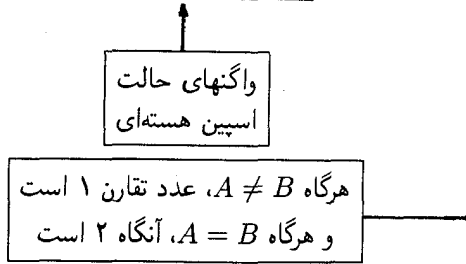 واگنهای حالت
اسپین هسته‌ای
هرگاه A ≠ B، عدد تقارن ۱ است
و هرگاه A = B، آنگاه ۲ است